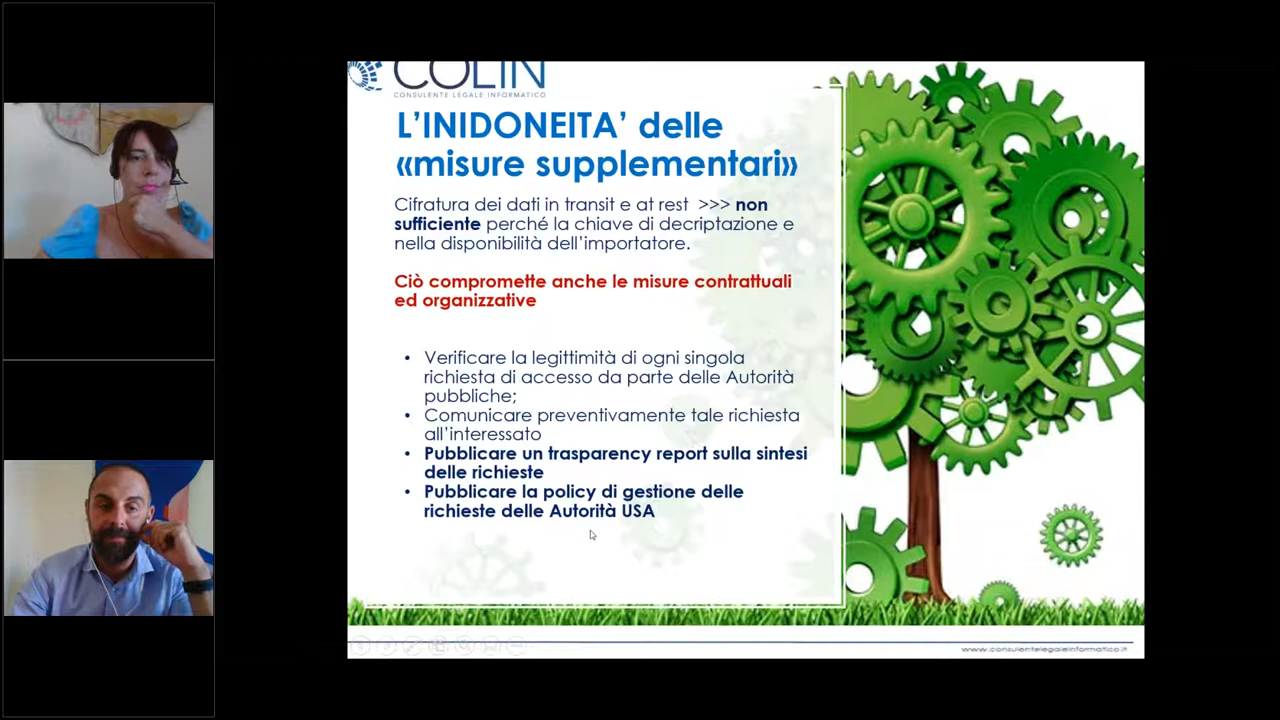 COLIN
CONSULENTE LEGALE INFORMATICO
L’INIDONEITA’ delle
«misure supplementari»
Cifratura dei dati in transit e at rest >>> non
sufficiente perché la chiave di decriptazione e
nella disponibilità dell’importatore.
Ciò compromette anche le misure contrattuali
ed organizzative
• Verificare la legittimità di ogni singola
richiesta di accesso da parte delle Autorità
pubbliche;
• Comunicare preventivamente tale richiesta
all’interessato
• Pubblicare un trasparency report sulla sintesi
delle richieste
• Pubblicare la policy di gestione delle
richieste delle Autorità USA
www.consulentelegaleinformatico.it